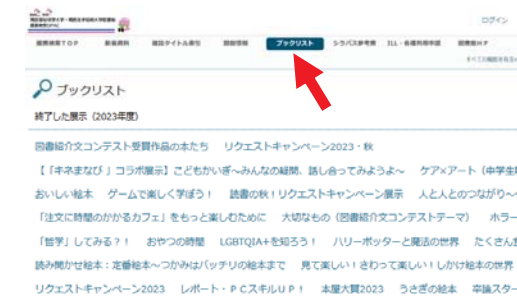 ログイン
蔵書検索TOP 新着資料 雑誌タイトル索引 開館情報 ブックリスト シラバス参考書 ILL・各種利用申請 図書館HP
ブックリスト
終了した展示（2023年度）
図書紹介文コンテスト受賞作品の本たち リクエストキャンペーン2023・秋
【「キネまなび」コラボ展示】こどもかいぎ～みんなの疑問、話し合ってみようよ～ ケア×アート（中学生
おいしい絵本 ゲームで楽しく学ぼう！ 読書の秋！リクエストキャンペーン展示 人と人とのつながり～
「注文に時間のかかるカフェ」をもっと楽しむために 大切なもの（図書紹介文コンテストテーマ） ホラー
「哲学」してみる？！ おやつの時間 LGBTQIA+を知ろう！ ハリーポッターと魔法の世界 たくさん
読み聞かせ絵本：定番絵本～つかみはバッチリの絵本まで 見て楽しい！さわって楽しい！しかけ絵本の世界
リクエストキャンペーン2023 レポート・PCスキルUP！ 本屋大賞2023 うさぎの絵本 卒論スター